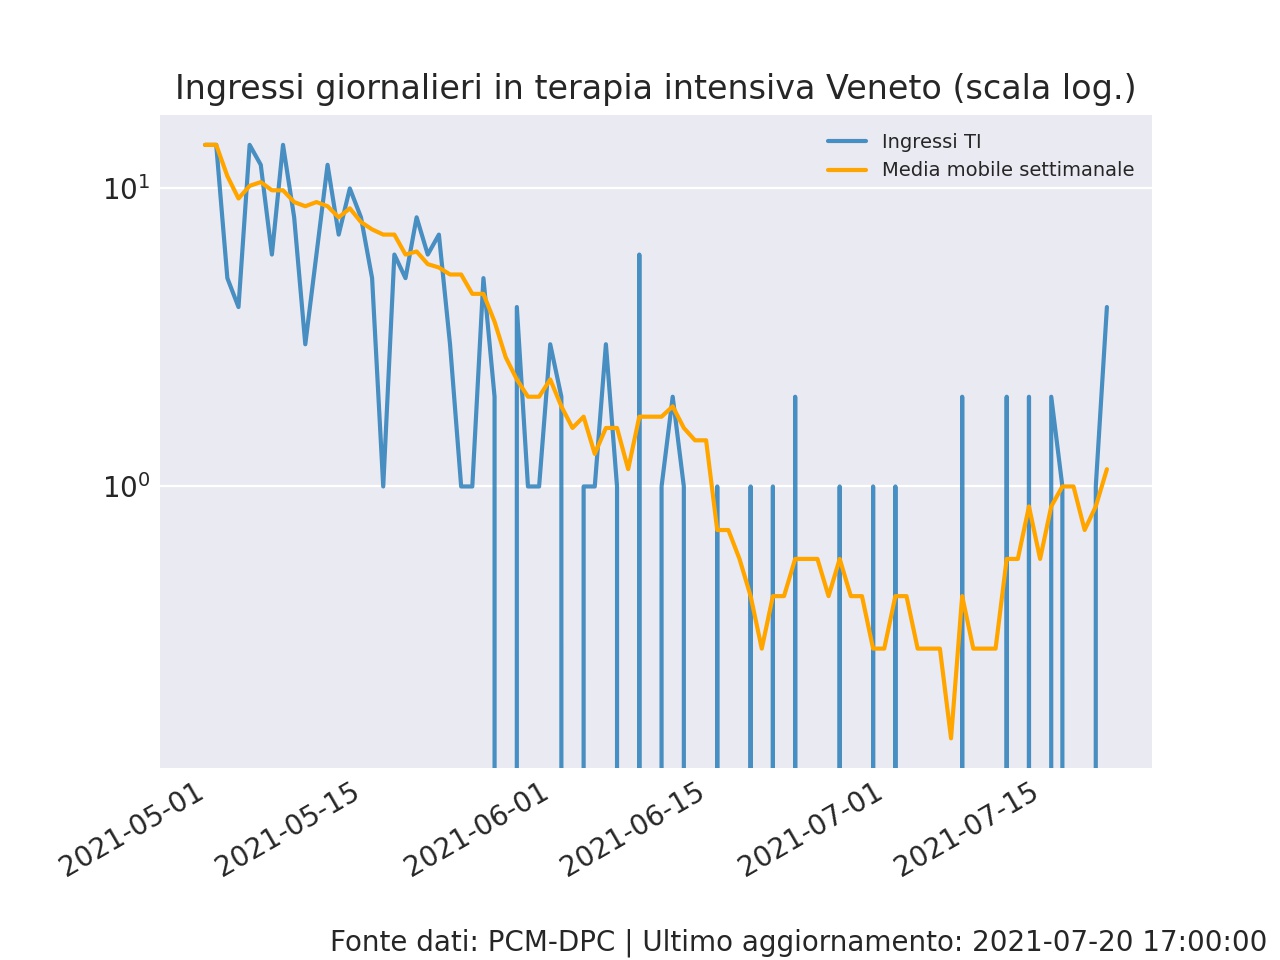 Ingressi giornalieri in terapia intensiva Veneto (scala log.)
Ingressi TI
Media mobile settimanale
10¹
10⁰
2021-05-01
2021-05-15
2021-06-01
2021-06-15
2021-07-01
2021-07-15
Fonte dati: PCM-DPC | Ultimo aggiornamento: 2021-07-20 17:00:00